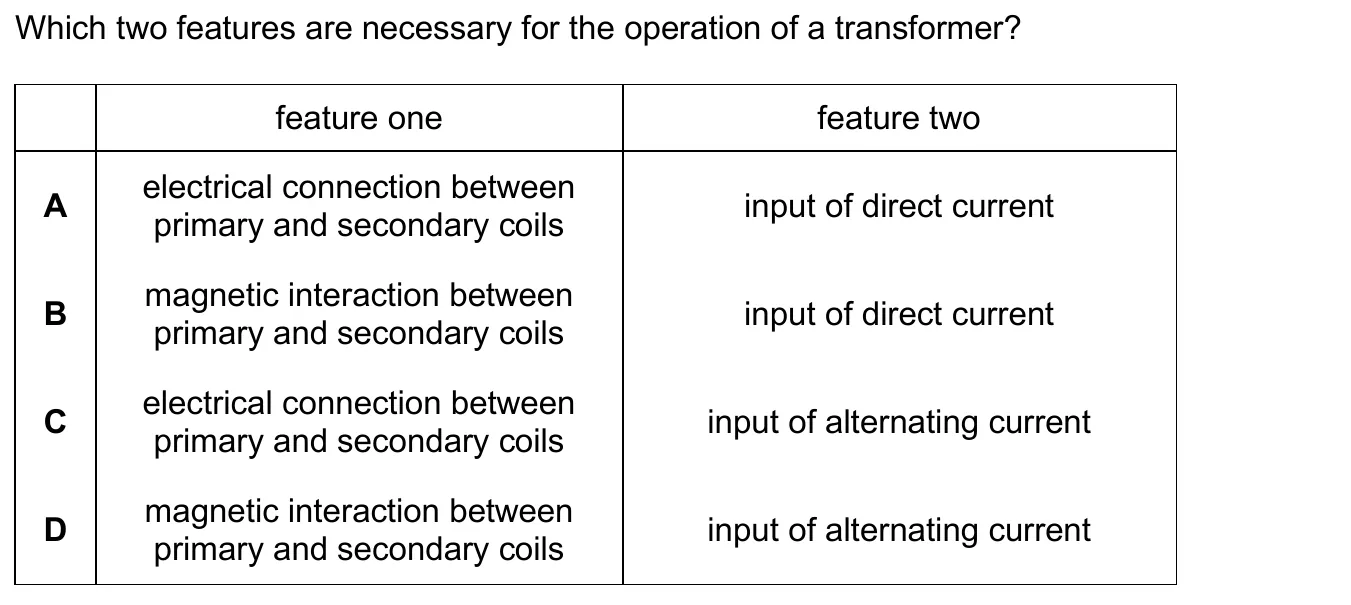 Which two features are necessary for the operation of a transformer?
feature one
feature two
A
electrical connection between
primary and secondary coils
input of direct current
B
magnetic interaction between
primary and secondary coils
input of direct current
C
electrical connection between
primary and secondary coils
input of alternating current
D
magnetic interaction between
primary and secondary coils
input of alternating current